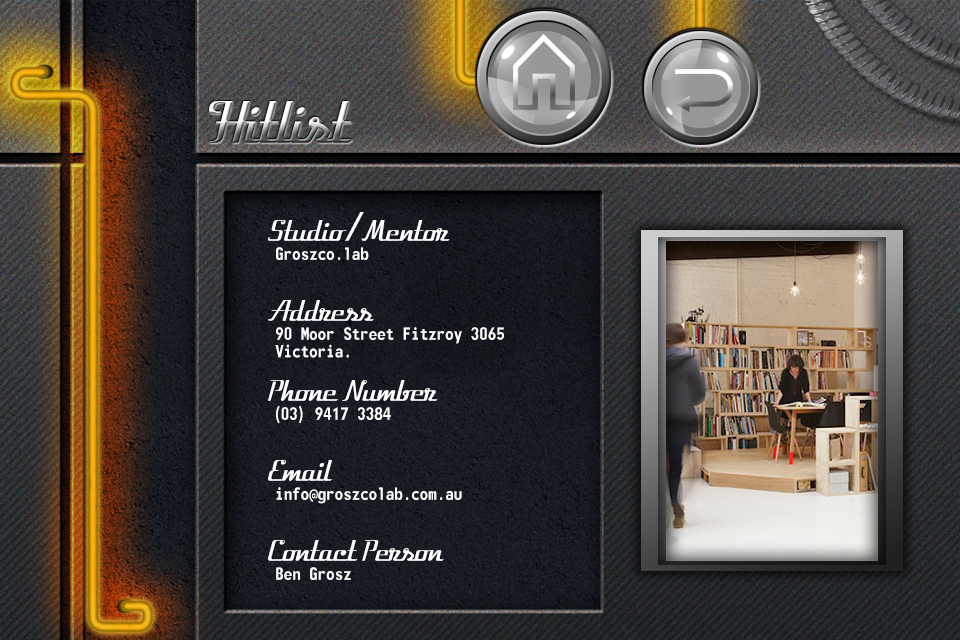 Hitlist
Studio/Mentor
Groszco.lab
Address
90 Moor Street Fitzroy 3065
Victoria.
Phone Number
(03) 9417 3384
Email
info@groszcolab.com.au
Contact Person
Ben Grosz